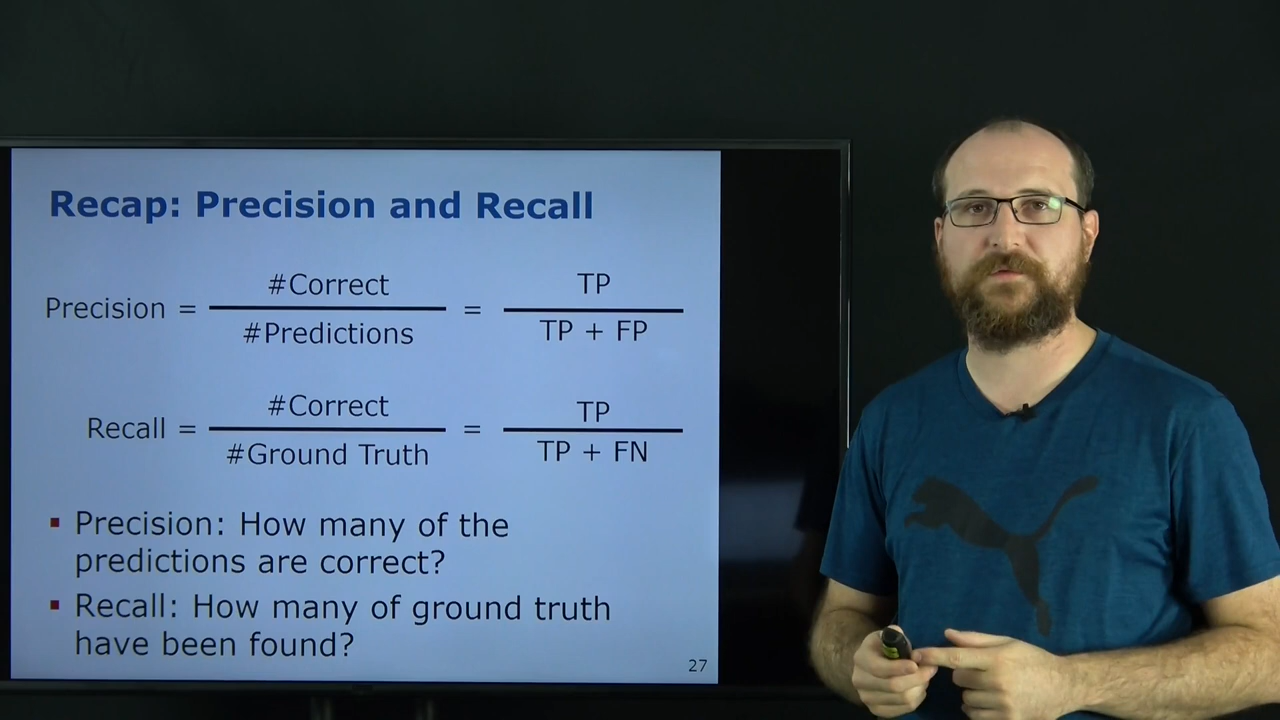 Recap: Precision and Recall
Precision = #Correct / #Predictions = TP / TP + FP
Recall = #Correct / #Ground Truth = TP / TP + FN
▪ Precision: How many of the
predictions are correct?
▪ Recall: How many of ground truth
have been found?
27